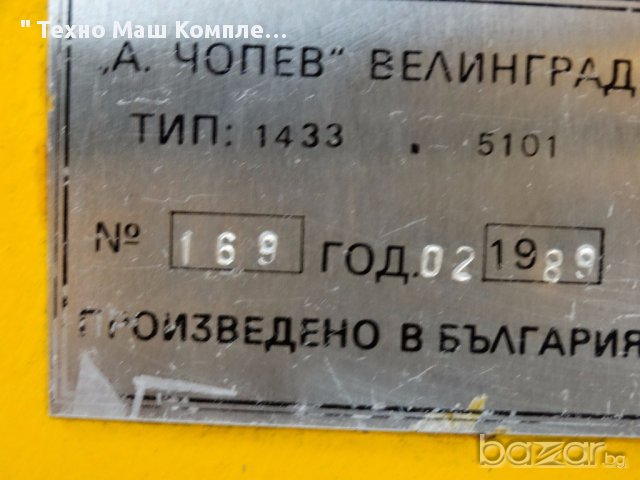 " Техно Маш Компле... "
„А. ЧОПЕВ" ВЕЛИНГРАД
ТИП: 1433 . 5101
№ 169 ГОД. 02 1989
ПРОИЗВЕДЕНО В БЪЛГАРИЯ
bazar.bg